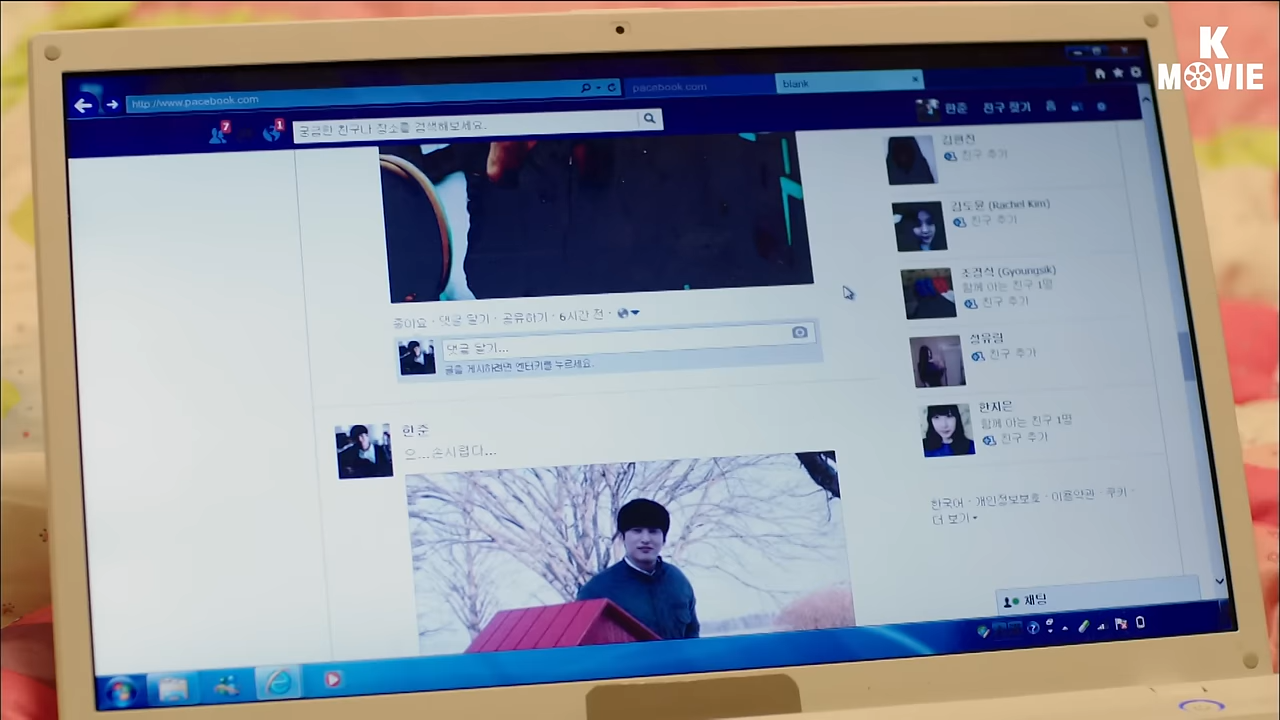 K
MOVIE
http://www.pacebook.com
pacebook.com
blank
7
1
궁금한 친구나 장소를 검색해보세요.
한준 친구 찾기 홈
김현진
친구 추가
김도윤 (Rachel Kim)
친구 추가
조경식 (Gyoungsik)
함께 아는 친구 1명
친구 추가
성유림
친구 추가
한지은
함께 아는 친구 1명
친구 추가
좋아요 · 댓글 달기 · 공유하기 · 6시간 전 ·
댓글 달기...
글을 게시하려면 엔터키를 누르세요.
한준
으...손시렵다...
한국어 · 개인정보보호 · 이용약관 · 쿠키 ·
더 보기
채팅